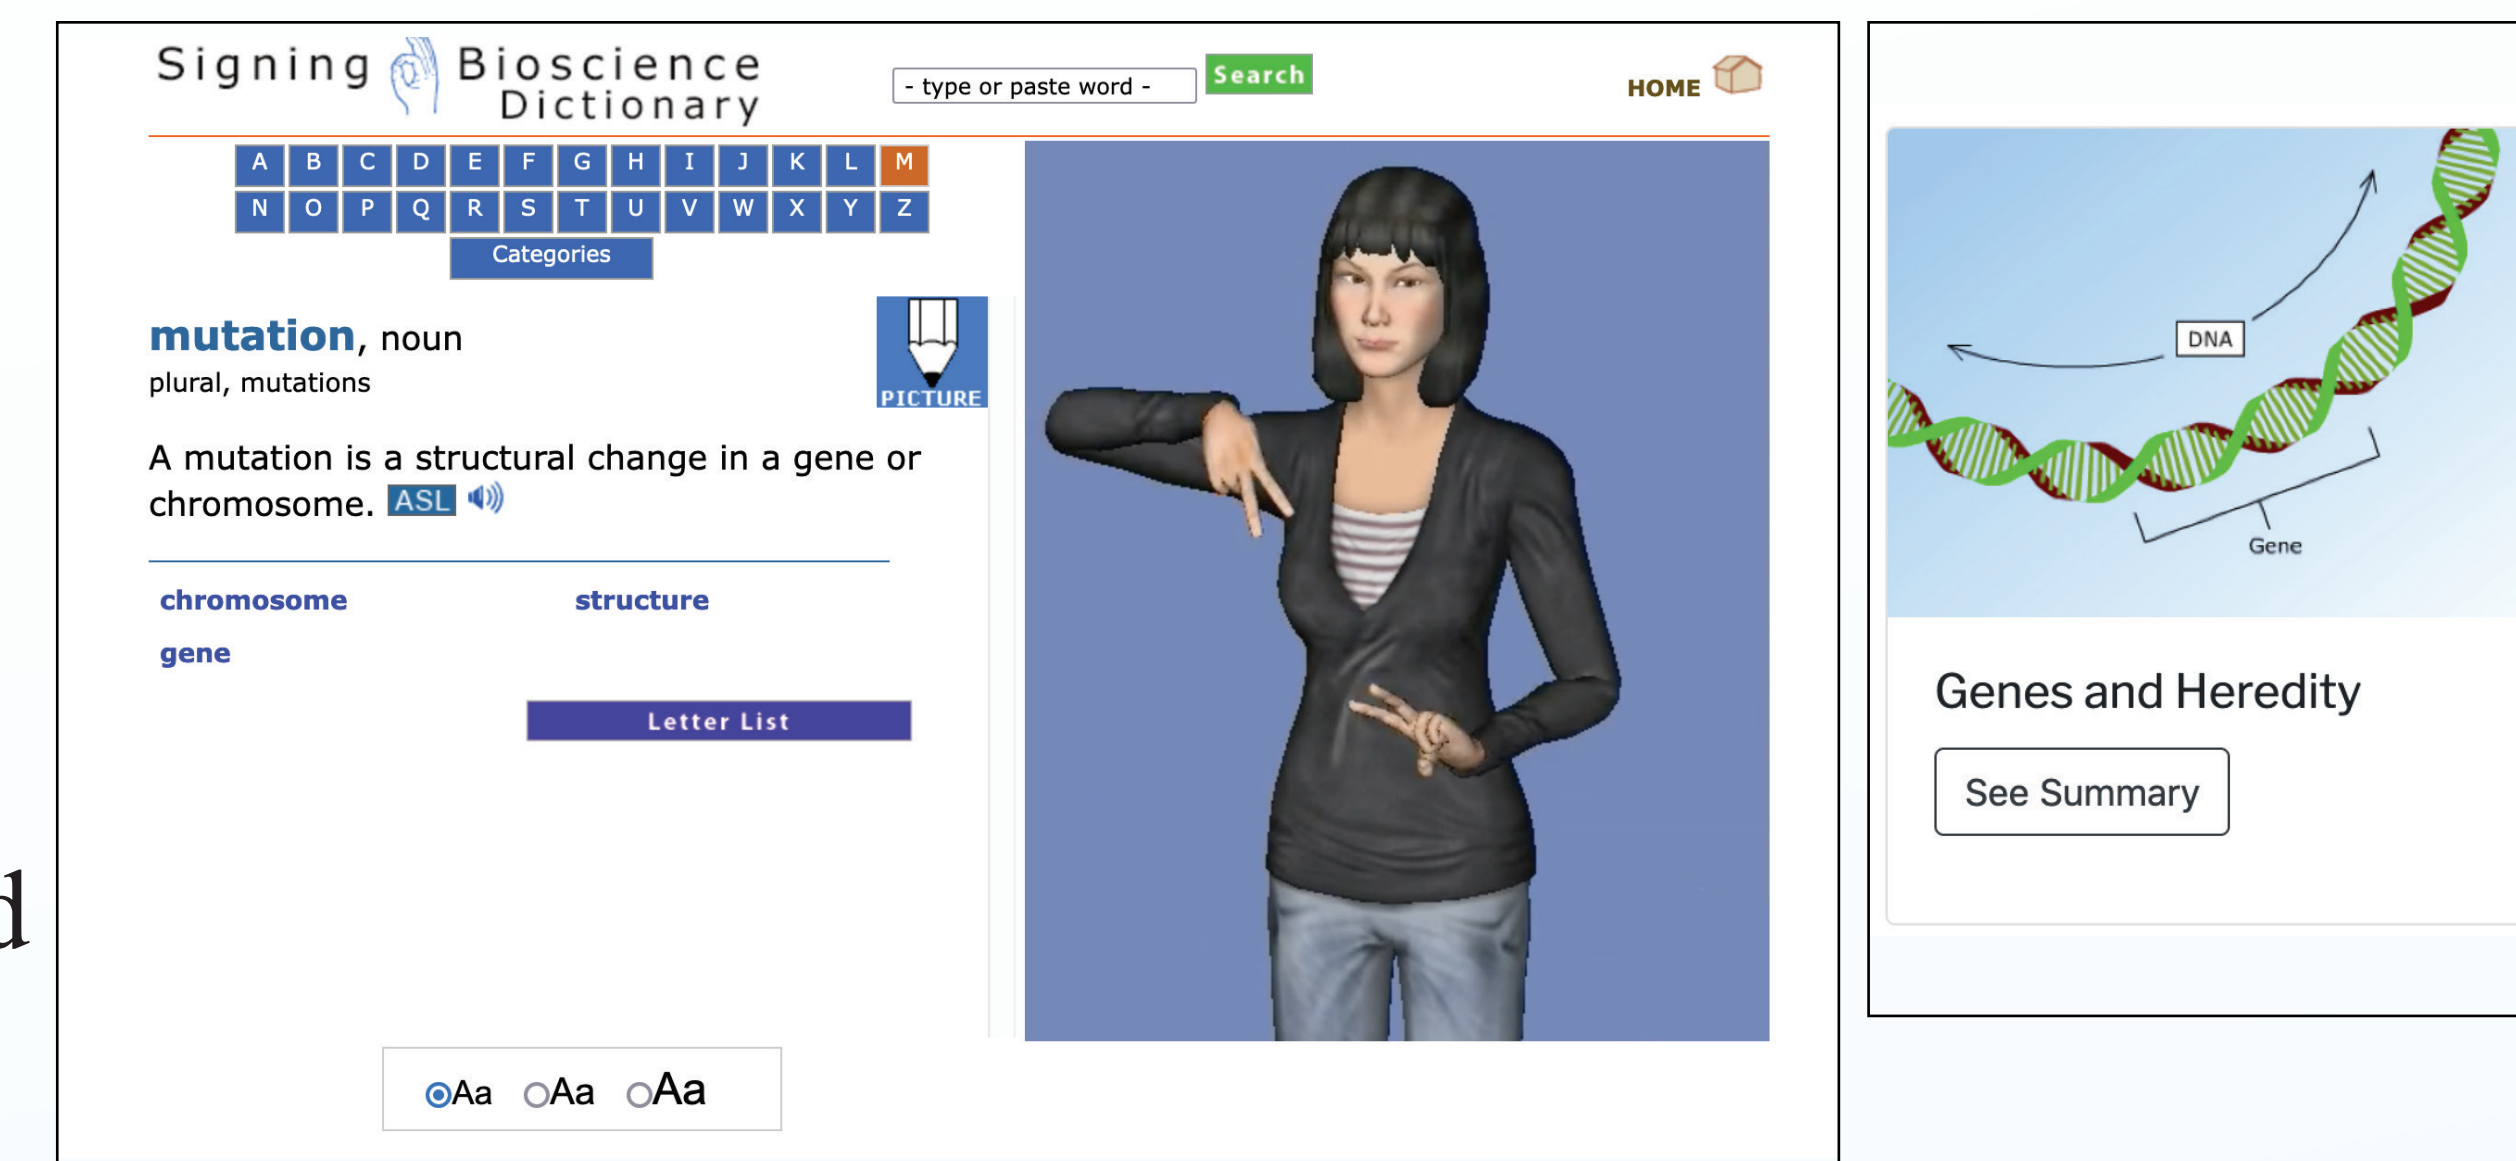 Signing Bioscience
Dictionary
- type or paste word -
Search
HOME
A B C D E F G H I J K L M
N O P Q R S T U V W X Y Z
Categories
mutation, noun
plural, mutations
PICTURE
A mutation is a structural change in a gene or
chromosome. ASL
chromosome structure
gene
Letter List
Aa Aa Aa
d
DNA
Gene
Genes and Heredity
See Summary